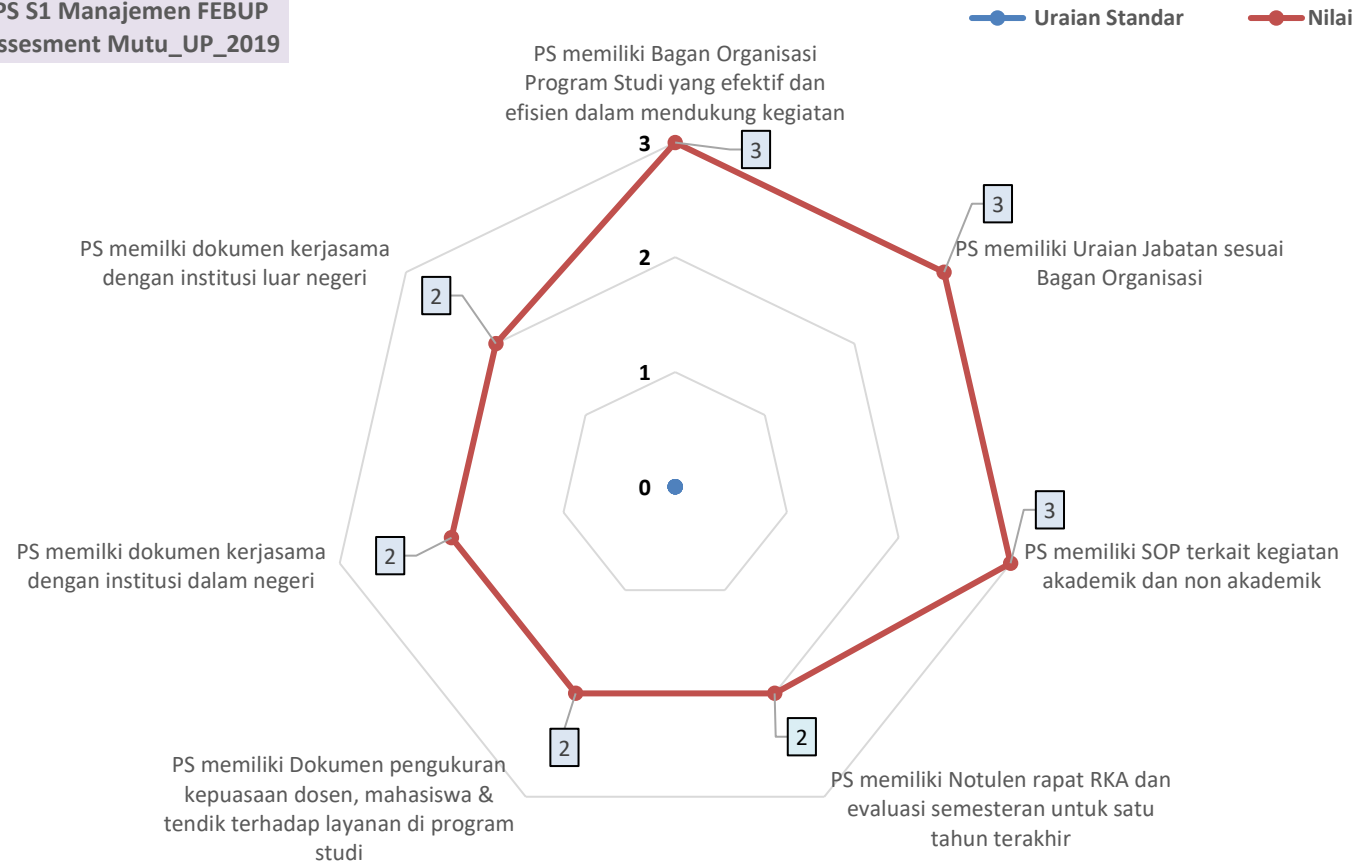 PS S1 Manajemen FEBUP
Mutu_UP_2019
Uraian Standar
Nilai
PS memiliki Bagan Organisasi
Program Studi yang efektif dan
efisien dalam mendukung kegiatan
3
3
3
PS memiliki Uraian Jabatan sesuai
Bagan Organisasi
PS memilki dokumen kerjasama
dengan institusi luar negeri
2
2
1
0
3
PS memiliki SOP terkait kegiatan
akademik dan non akademik
PS memilki dokumen kerjasama
dengan institusi dalam negeri
2
2
2
PS memiliki Dokumen pengukuran
kepuasaan dosen, mahasiswa &
tendik terhadap layanan di program
studi
PS memiliki Notulen rapat RKA dan
evaluasi semesteran untuk satu
tahun terakhir